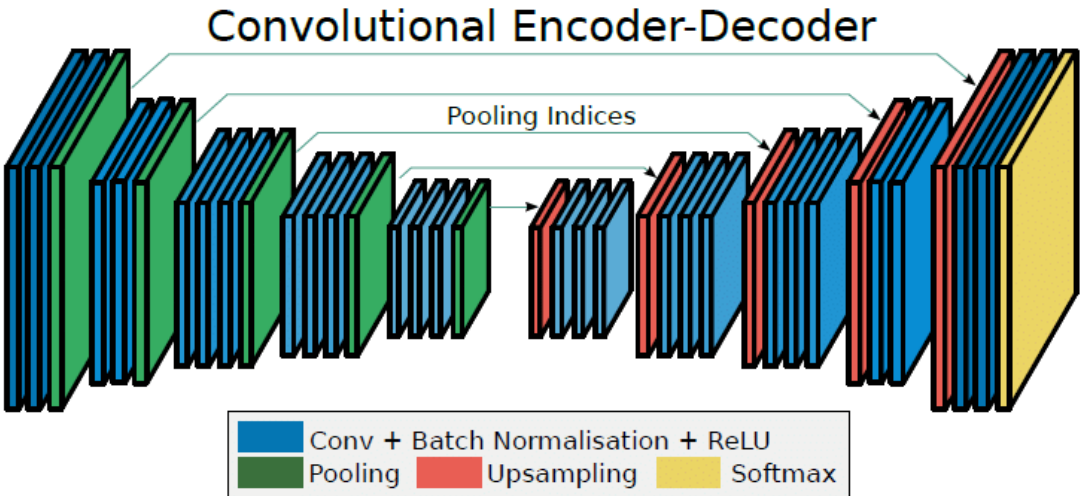 Convolutional Encoder-Decoder
Pooling Indices
Conv + Batch Normalisation + ReLU
Pooling Upsampling Softmax